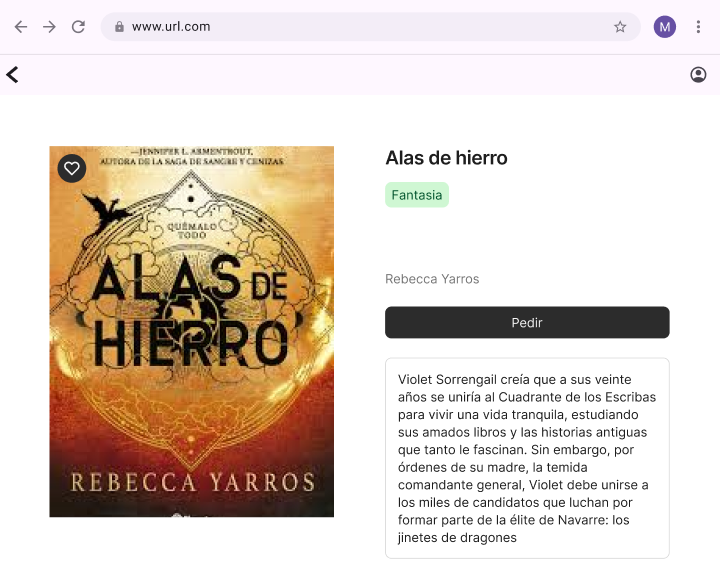 www.url.com
M
—JENNIFER L. ARMENTROUT,
AUTORA DE LA SAGA DE SANGRE Y CENIZAS
QUÉMALO
TODO
ALAS DE
HIERRO
REBECCA YARROS
Alas de hierro
Fantasia
Rebecca Yarros
Pedir
Violet Sorrengail creía que a sus veinte
años se uniría al Cuadrante de los Escribas
para vivir una vida tranquila, estudiando
sus amados libros y las historias antiguas
que tanto le fascinan. Sin embargo, por
órdenes de su madre, la temida
comandante general, Violet debe unirse a
los miles de candidatos que luchan por
formar parte de la élite de Navarre: los
jinetes de dragones